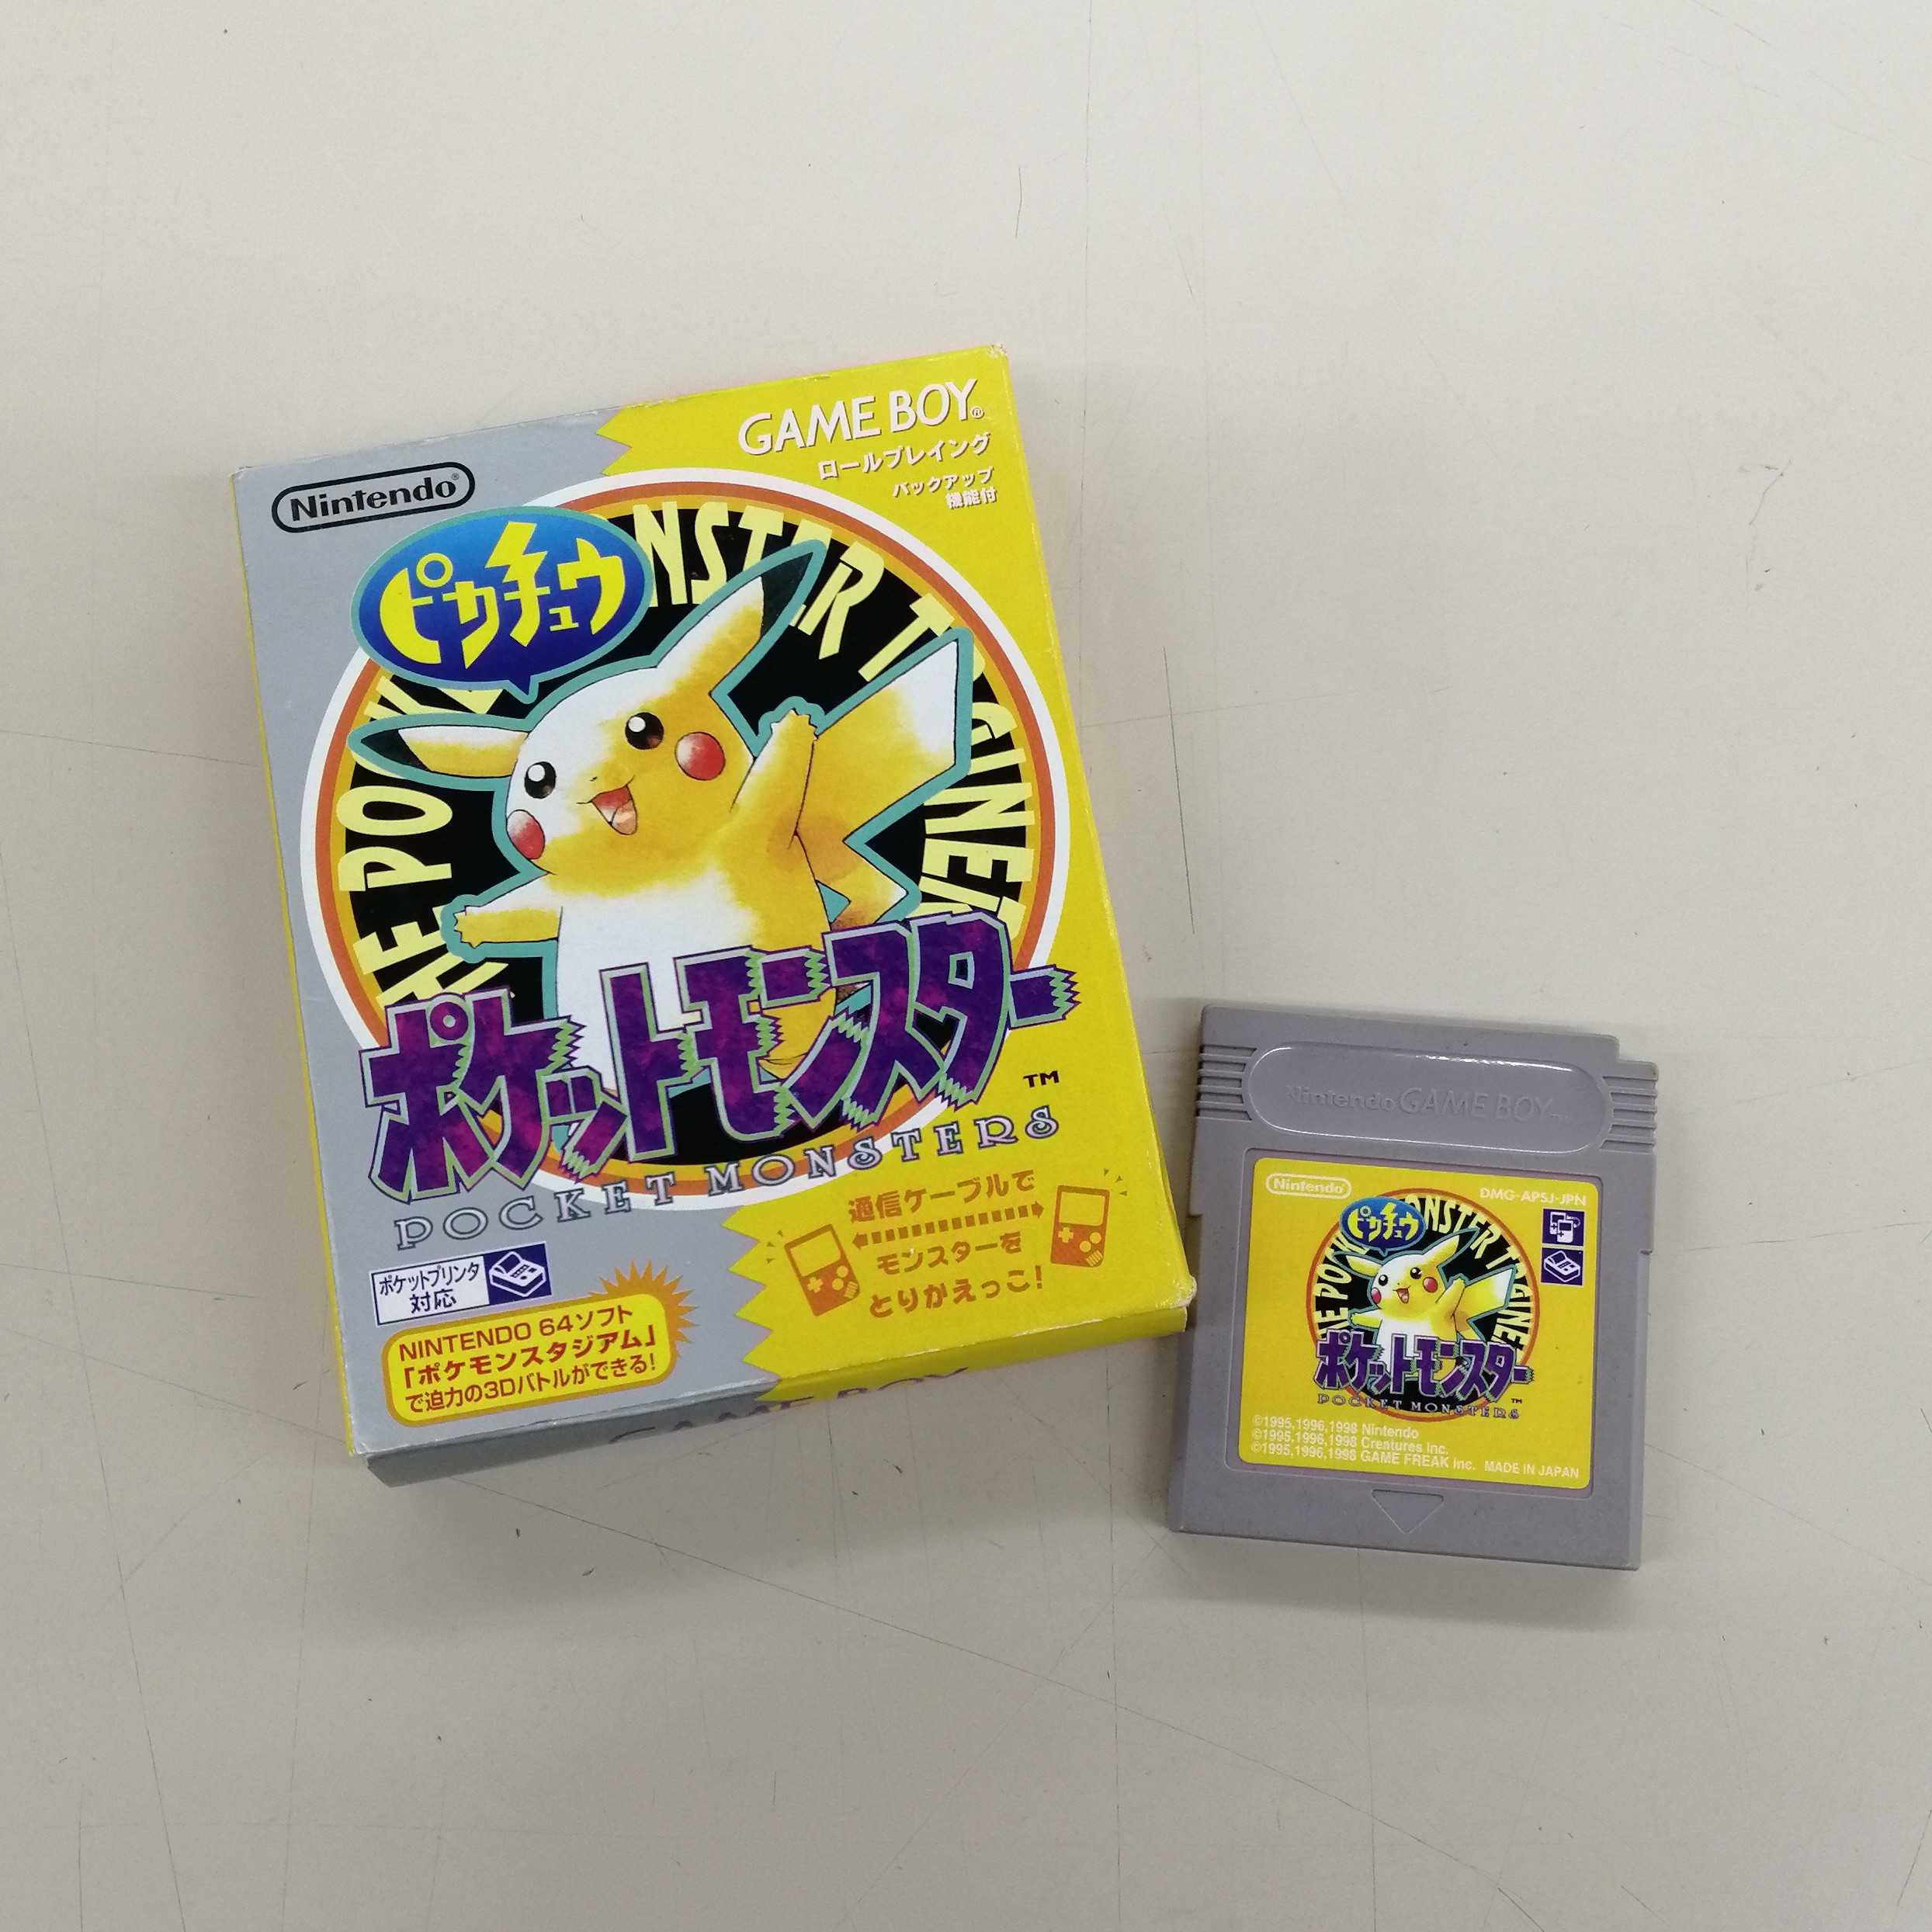 GAME BOY®
ロールプレイング
バックアップ
機能付
Nintendo®
ピカチュウ
ポケットモンスター
TM
POCKET MONSTERS
通信ケーブルで
モンスターを
とりかえっこ!
ポケットプリンタ
対応
NINTENDO 64ソフト
「ポケモンスタジアム」
で迫力の3Dバトルができる!
GAME BOY
Nintendo GAME BOY
Nintendo
DMG-APSJ-JPN
ピカチュウ
ポケットモンスター
TM
POCKET MONSTERS
©1995,1996,1998 Nintendo
©1995,1996,1998 Creatures inc.
©1995,1996,1998 GAME FREAK inc. MADE IN JAPAN